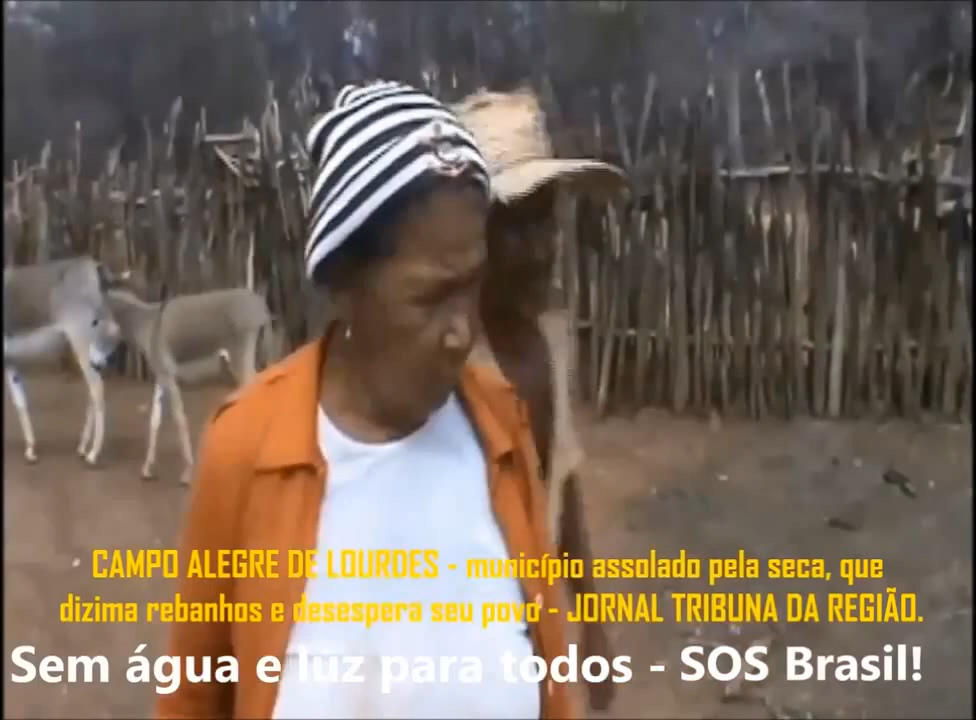 CAMPO ALEGRE DE LOURDES - município assolado pela seca, que
dizima rebanhos e desespera seu povo - JORNAL TRIBUNA DA REGIÃO.
Sem água e luz para todos - SOS Brasil!